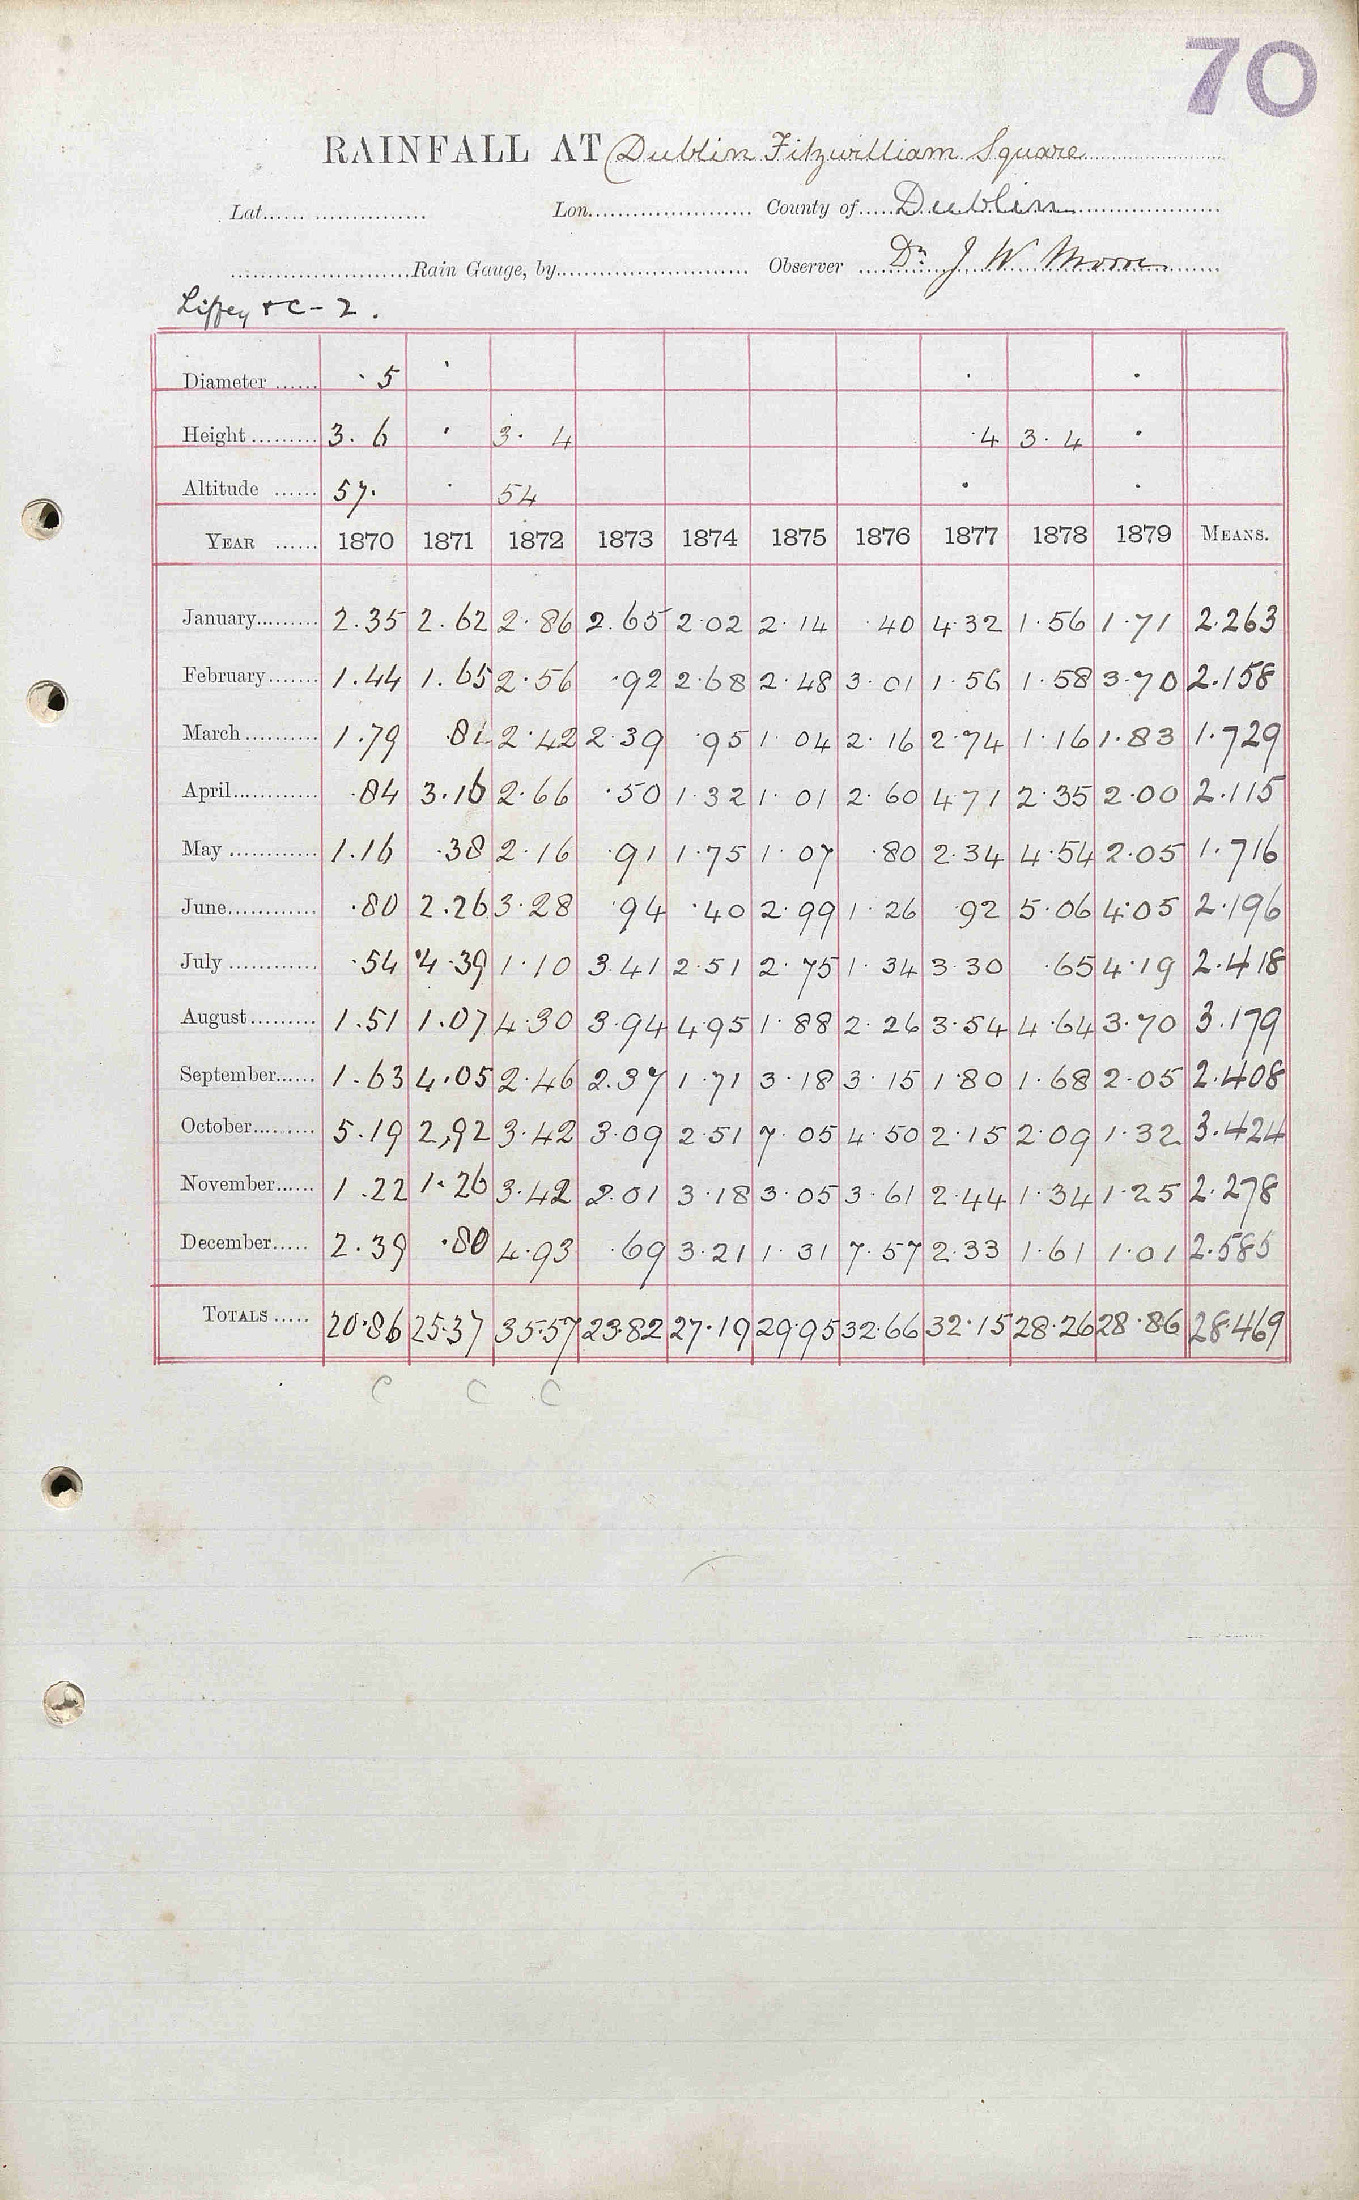 70
RAINFALL AT Dublin Fitzwilliam Square
Lat. Lon. County of Dublin
Rain Gauge, by Observer Dr J W Moore
Liffey &c - 2.
Diameter ...... · 5
Height ......... 3. 6 · 3. 4 · 4 3. 4 ·
Altitude ...... 57. · 54 · ·
YEAR ...... 1870 1871 1872 1873 1874 1875 1876 1877 1878 1879 MEANS.
January......... 2.35 2.62 2.86 2.65 2.02 2.14 .40 4.32 1.56 1.71 2.263
February....... 1.44 1.65 2.56 .92 2.68 2.48 3.01 1.56 1.58 3.70 2.158
March .......... 1.79 .81 2.42 2.39 .95 1.04 2.16 2.74 1.16 1.83 1.729
April............ .84 3.16 2.66 .50 1.32 1.01 2.60 4.71 2.35 2.00 2.115
May ............ 1.16 .38 2.16 .91 1.75 1.07 .80 2.34 4.54 2.05 1.716
June............ .80 2.26 3.28 .94 .40 2.99 1.26 .92 5.06 4.05 2.196
July ............ .54 4.39 1.10 3.41 2.51 2.75 1.34 3.30 .65 4.19 2.418
August......... 1.51 1.07 4.30 3.94 4.95 1.88 2.26 3.54 4.64 3.70 3.179
September...... 1.63 4.05 2.46 2.37 1.71 3.18 3.15 1.80 1.68 2.05 2.408
October......... 5.19 2,92 3.42 3.09 2.51 7.05 4.50 2.15 2.09 1.32 3.424
November...... 1.22 1.26 3.42 2.01 3.18 3.05 3.61 2.44 1.34 1.25 2.278
December..... 2.39 .80 4.93 .69 3.21 1.31 7.57 2.33 1.61 1.01 2.585
TOTALS ..... 20.86 25.37 35.57 23.82 27.19 29.95 32.66 32.15 28.26 28.86 28.469
C C C